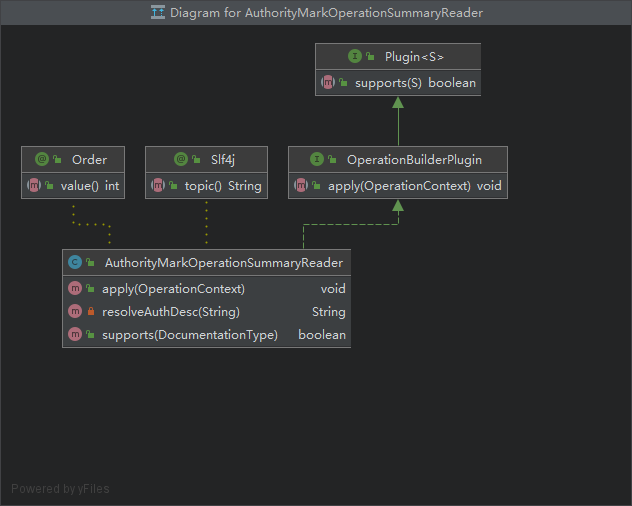 Diagram for AuthorityMarkOperationSummaryReader
Plugin<S>
supports(S) boolean
Order
value() int
Slf4j
topic() String
OperationBuilderPlugin
apply(OperationContext) void
AuthorityMarkOperationSummaryReader
apply(OperationContext) void
resolveAuthDesc(String) String
supports(DocumentationType) boolean
Powered by yFiles